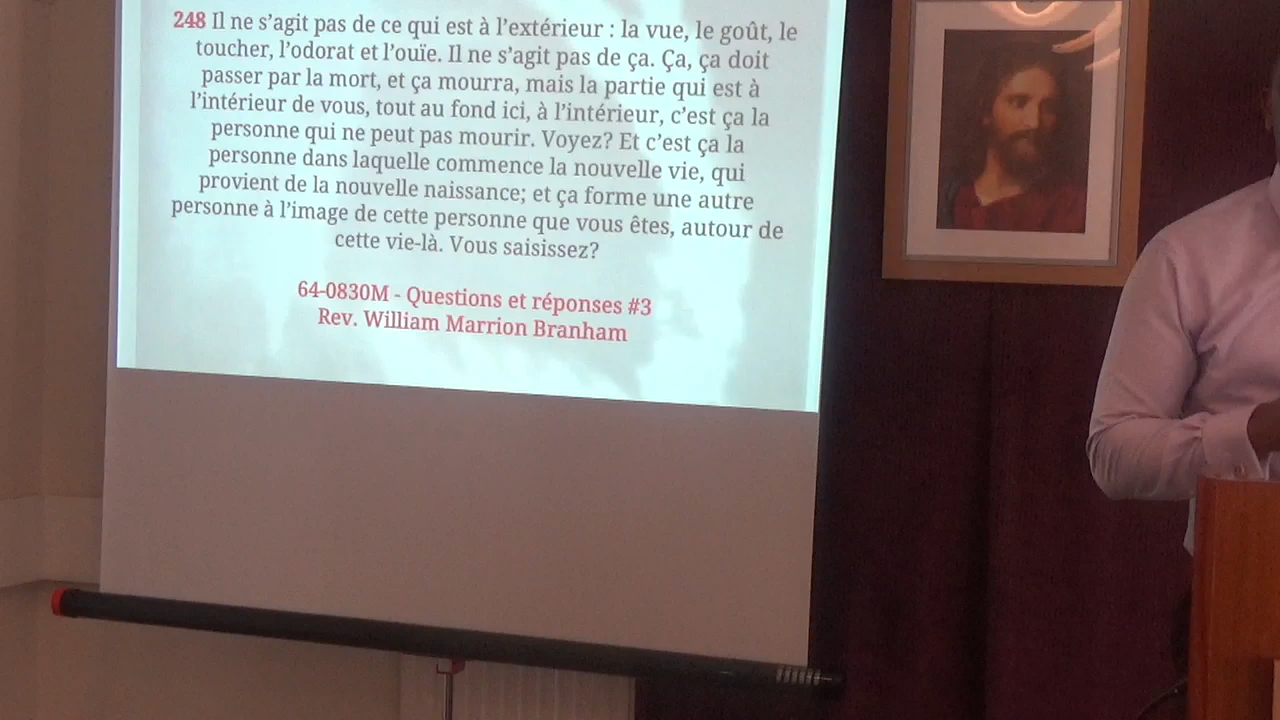 248 Il ne s’agit pas de ce qui est à l’extérieur : la vue, le goût, le
toucher, l’odorat et l’ouïe. Il ne s’agit pas de ça. Ça, ça doit
passer par la mort, et ça mourra, mais la partie qui est à
l’intérieur de vous, tout au fond ici, à l’intérieur, c’est ça la
personne qui ne peut pas mourir. Voyez? Et c’est ça la
personne dans laquelle commence la nouvelle vie, qui
provient de la nouvelle naissance; et ça forme une autre
personne à l’image de cette personne que vous êtes, autour de
cette vie-là. Vous saisissez?
64-0830M - Questions et réponses #3
Rev. William Marrion Branham